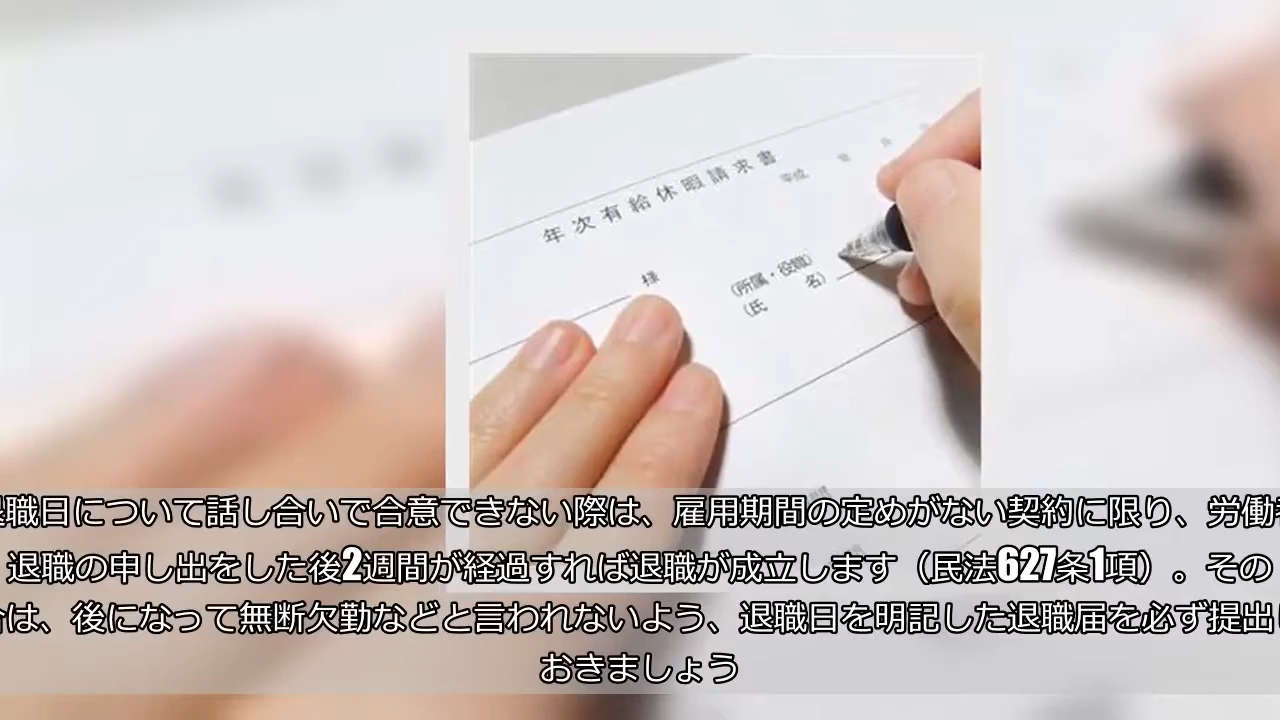 年次有給休暇請求書
平成 年 月
様
(所属・役職)
(氏 名)
職日について話し合いで合意できない際は、雇用期間の定めがない契約に限り、労働
退職の申し出をした後2週間が経過すれば退職が成立します（民法627条1項）。その
は、後になって無断欠勤などと言われないよう、退職日を明記した退職届を必ず提出し
おきましょう